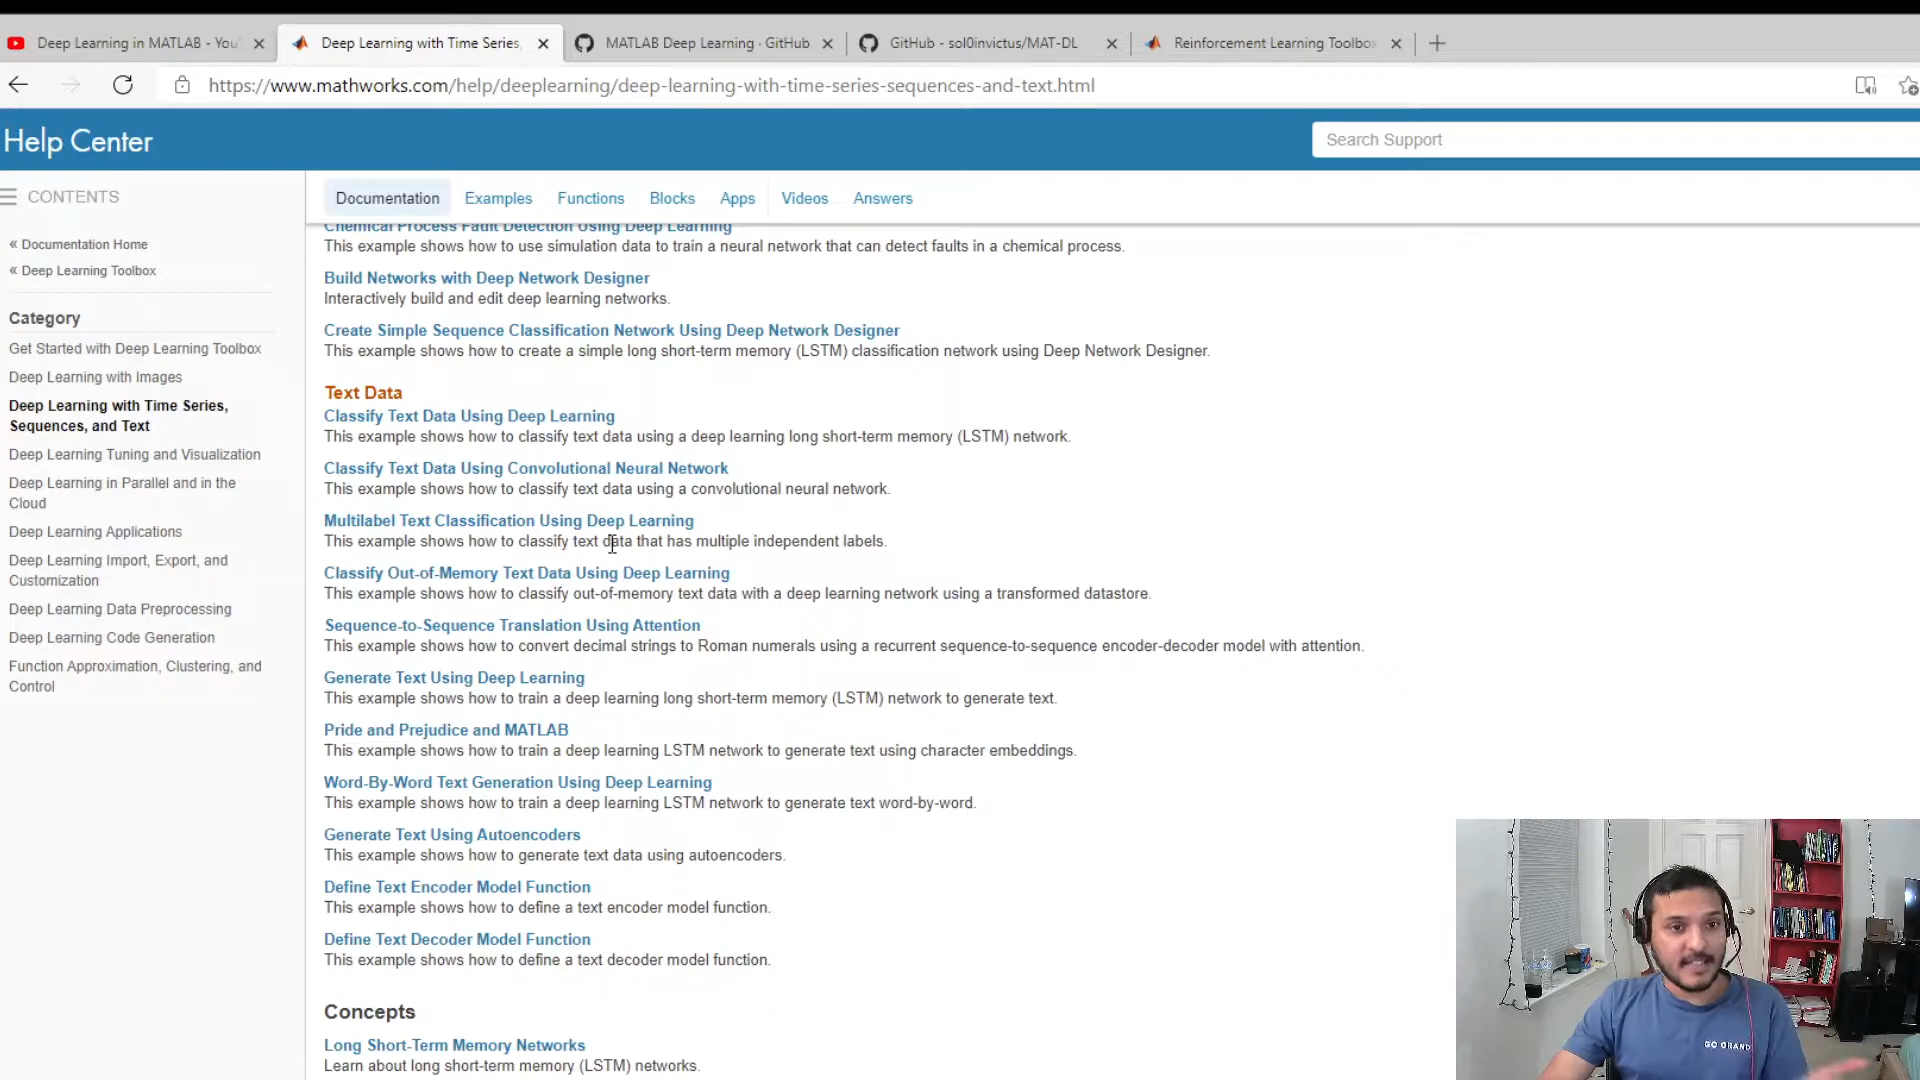 Deep Learning in MATLAB - You
Deep Learning with Time Series,
MATLAB Deep Learning · GitHub
GitHub - sol0invictus/MAT-DL
Reinforcement Learning Toolbox
https://www.mathworks.com/help/deeplearning/deep-learning-with-time-series-sequences-and-text.html
Help Center
Search Support
CONTENTS
Documentation
Examples
Functions
Blocks
Apps
Videos
Answers
« Documentation Home
« Deep Learning Toolbox
Category
Get Started with Deep Learning Toolbox
Deep Learning with Images
Deep Learning with Time Series,
Sequences, and Text
Deep Learning Tuning and Visualization
Deep Learning in Parallel and in the
Cloud
Deep Learning Applications
Deep Learning Import, Export, and
Customization
Deep Learning Data Preprocessing
Deep Learning Code Generation
Function Approximation, Clustering, and
Control
Chemical Process Fault Detection Using Deep Learning
This example shows how to use simulation data to train a neural network that can detect faults in a chemical process.
Build Networks with Deep Network Designer
Interactively build and edit deep learning networks.
Create Simple Sequence Classification Network Using Deep Network Designer
This example shows how to create a simple long short-term memory (LSTM) classification network using Deep Network Designer.
Text Data
Classify Text Data Using Deep Learning
This example shows how to classify text data using a deep learning long short-term memory (LSTM) network.
Classify Text Data Using Convolutional Neural Network
This example shows how to classify text data using a convolutional neural network.
Multilabel Text Classification Using Deep Learning
This example shows how to classify text data that has multiple independent labels.
Classify Out-of-Memory Text Data Using Deep Learning
This example shows how to classify out-of-memory text data with a deep learning network using a transformed datastore.
Sequence-to-Sequence Translation Using Attention
This example shows how to convert decimal strings to Roman numerals using a recurrent sequence-to-sequence encoder-decoder model with attention.
Generate Text Using Deep Learning
This example shows how to train a deep learning long short-term memory (LSTM) network to generate text.
Pride and Prejudice and MATLAB
This example shows how to train a deep learning LSTM network to generate text using character embeddings.
Word-By-Word Text Generation Using Deep Learning
This example shows how to train a deep learning LSTM network to generate text word-by-word.
Generate Text Using Autoencoders
This example shows how to generate text data using autoencoders.
Define Text Encoder Model Function
This example shows how to define a text encoder model function.
Define Text Decoder Model Function
This example shows how to define a text decoder model function.
Concepts
Long Short-Term Memory Networks
Learn about long short-term memory (LSTM) networks.
GO GRAND